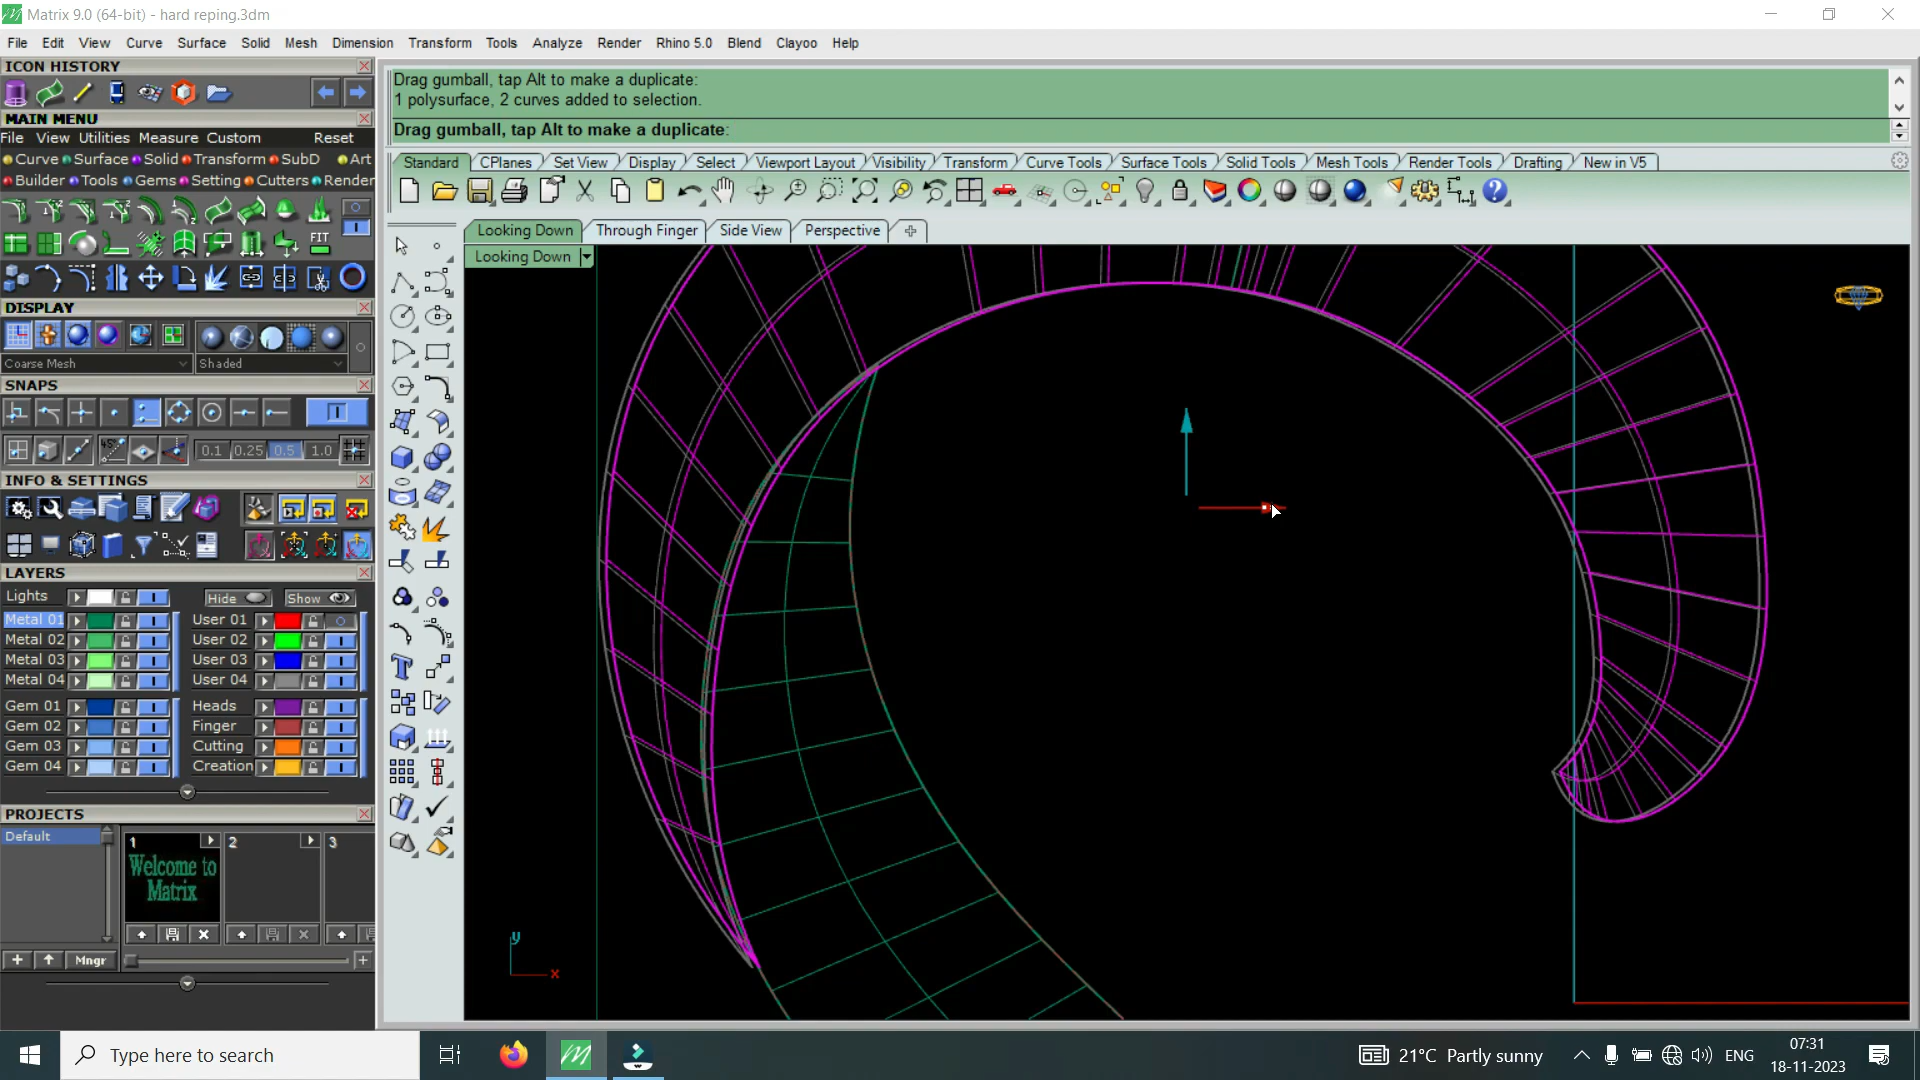 Matrix 9.0 (64-bit) - hard reping.3dm
File Edit View Curve Surface Solid Mesh Dimension Transform Tools Analyze Render Rhino 5.0 Blend Clayoo Help
ICON HISTORY
MAIN MENU
File View Utilities Measure Custom Reset
Curve Surface Solid Transform SubD Art
Builder Tools Gems Setting Cutters Render
FIT
DISPLAY
Coarse Mesh Shaded
SNAPS
45°
0.1 0.25 0.5 1.0
INFO & SETTINGS
LAYERS
Lights Hide Show
Metal 01 User 01
Metal 02 User 02
Metal 03 User 03
Metal 04 User 04
Gem 01 Heads
Gem 02 Finger
Gem 03 Cutting
Gem 04 Creation
PROJECTS
Default
1 2 3
Welcome to
Matrix
Mngr
Drag gumball, tap Alt to make a duplicate:
1 polysurface, 2 curves added to selection.
Drag gumball, tap Alt to make a duplicate:
Standard CPlanes Set View Display Select Viewport Layout Visibility Transform Curve Tools Surface Tools Solid Tools Mesh Tools Render Tools Drafting New in V5
Looking Down Through Finger Side View Perspective
Looking Down
y
x
Type here to search
21°C Partly sunny
ENG
07:31
18-11-2023